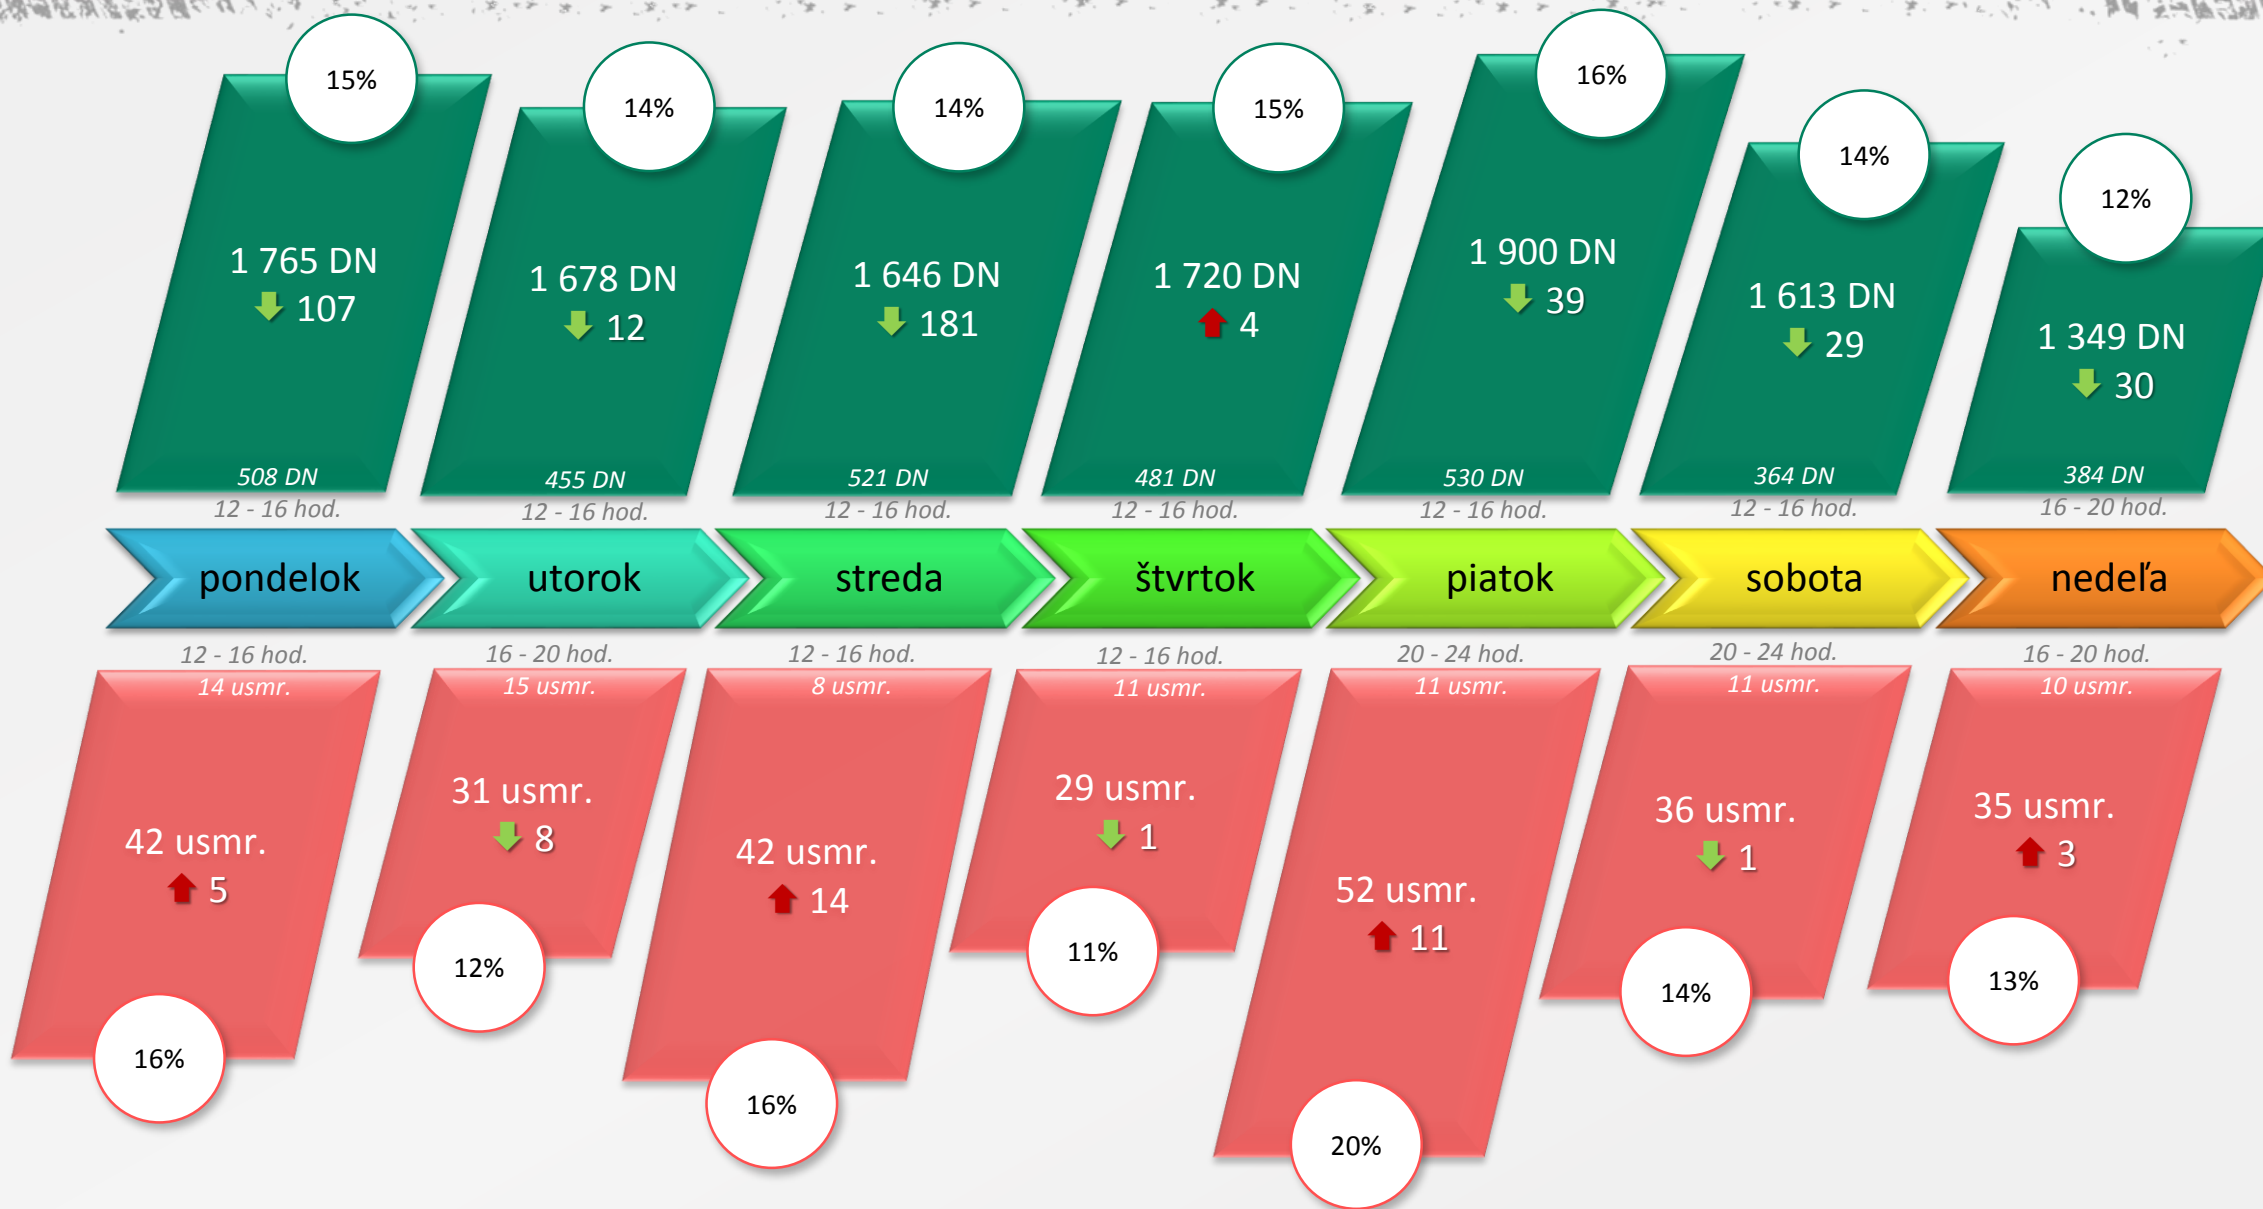 15%
14%
14%
15%
16%
14%
12%
1 765 DN
107
1 678 DN
12
1 646 DN
181
1 720 DN
4
1 900 DN
39
1 613 DN
29
1 349 DN
30
508 DN
455 DN
521 DN
481 DN
530 DN
364 DN
384 DN
12 - 16 hod.
12 - 16 hod.
12 - 16 hod.
12 - 16 hod.
12 - 16 hod.
12 - 16 hod.
16 - 20 hod.
pondelok
utorok
streda
štvrtok
piatok
sobota
nedeľa
12 - 16 hod.
16 - 20 hod.
12 - 16 hod.
12 - 16 hod.
20 - 24 hod.
20 - 24 hod.
16 - 20 hod.
14 usmr.
15 usmr.
8 usmr.
11 usmr.
11 usmr.
11 usmr.
10 usmr.
42 usmr.
5
31 usmr.
8
42 usmr.
14
29 usmr.
1
52 usmr.
11
36 usmr.
1
35 usmr.
3
16%
12%
16%
11%
20%
14%
13%